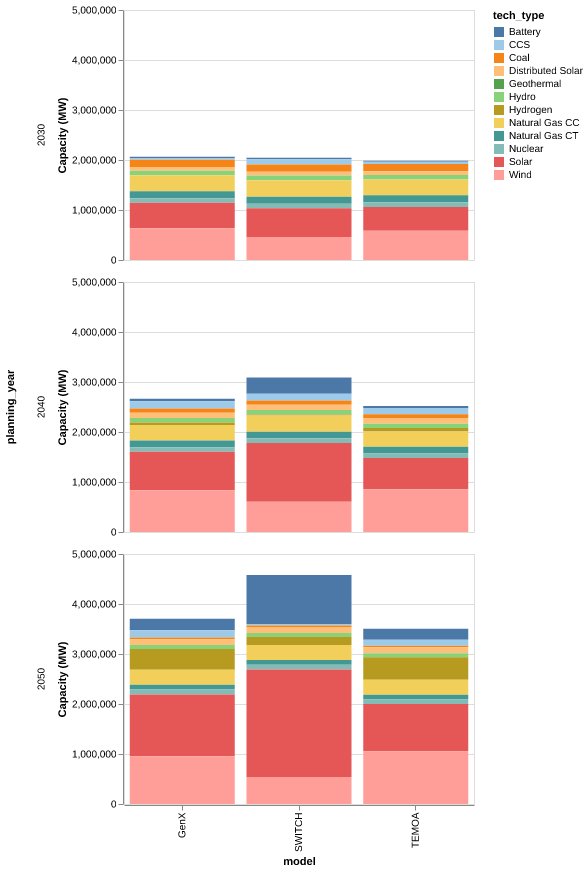 tech_type
Battery
CCS
Coal
Distributed Solar
Geothermal
Hydro
Hydrogen
Natural Gas CC
Natural Gas CT
Nuclear
Solar
Wind
planning_year
2030
Capacity (MW)
5,000,000
4,000,000
3,000,000
2,000,000
1,000,000
0
2040
Capacity (MW)
5,000,000
4,000,000
3,000,000
2,000,000
1,000,000
0
2050
Capacity (MW)
5,000,000
4,000,000
3,000,000
2,000,000
1,000,000
0
GenX
SWITCH
TEMOA
model